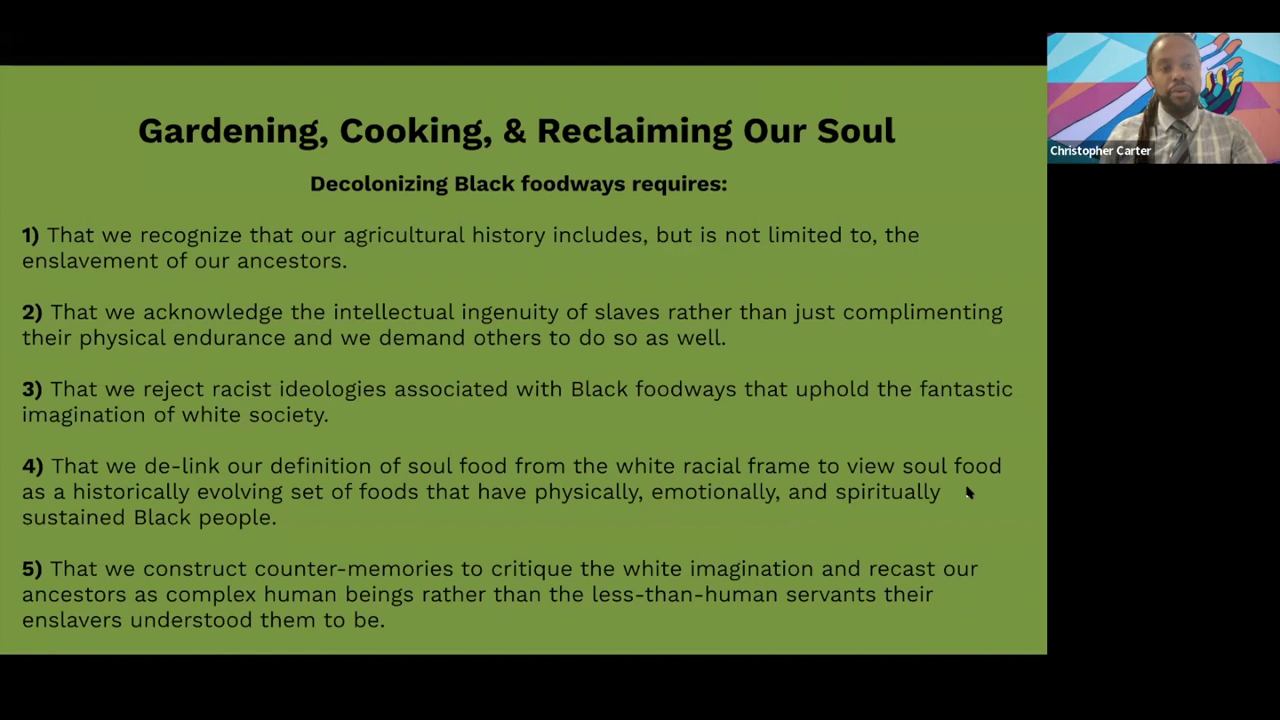 Gardening, Cooking, & Reclaiming Our Soul
Decolonizing Black foodways requires:
1) That we recognize that our agricultural history includes, but is not limited to, the
enslavement of our ancestors.
2) That we acknowledge the intellectual ingenuity of slaves rather than just complimenting
their physical endurance and we demand others to do so as well.
3) That we reject racist ideologies associated with Black foodways that uphold the fantastic
imagination of white society.
4) That we de-link our definition of soul food from the white racial frame to view soul food
as a historically evolving set of foods that have physically, emotionally, and spiritually
sustained Black people.
5) That we construct counter-memories to critique the white imagination and recast our
ancestors as complex human beings rather than the less-than-human servants their
enslavers understood them to be.
Christopher Carter